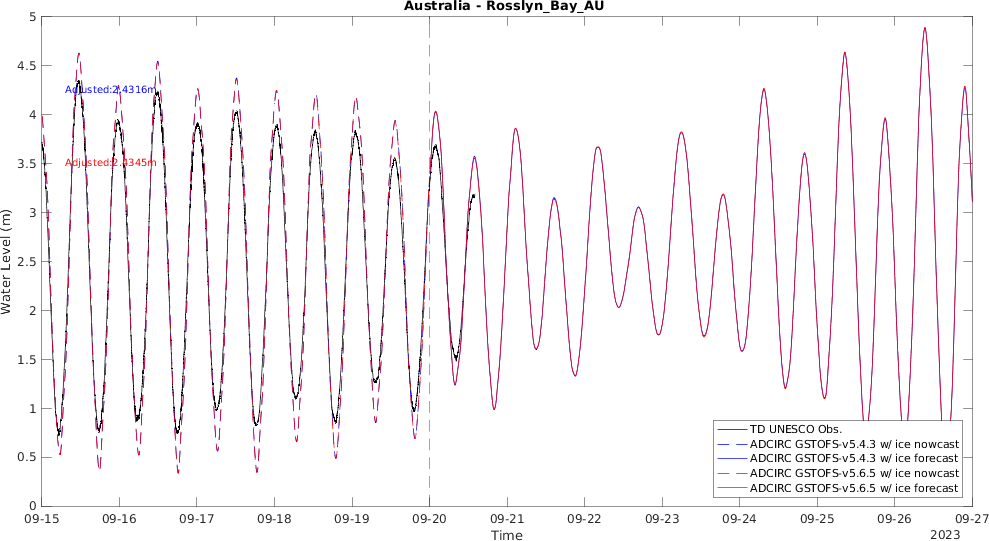 Australia - Rosslyn_Bay_AU
Water Level (m)
5
4.5
4
3.5
3
2.5
2
1.5
1
0.5
0
Adjusted:2.4316m
Adjusted:2.4345m
TD UNESCO Obs.
ADCIRC GSTOFS-v5.4.3 w/ ice nowcast
ADCIRC GSTOFS-v5.4.3 w/ ice forecast
ADCIRC GSTOFS-v5.6.5 w/ ice nowcast
ADCIRC GSTOFS-v5.6.5 w/ ice forecast
09-15 09-16 09-17 09-18 09-19 09-20 09-21 09-22 09-23 09-24 09-25 09-26 09-27
Time
2023